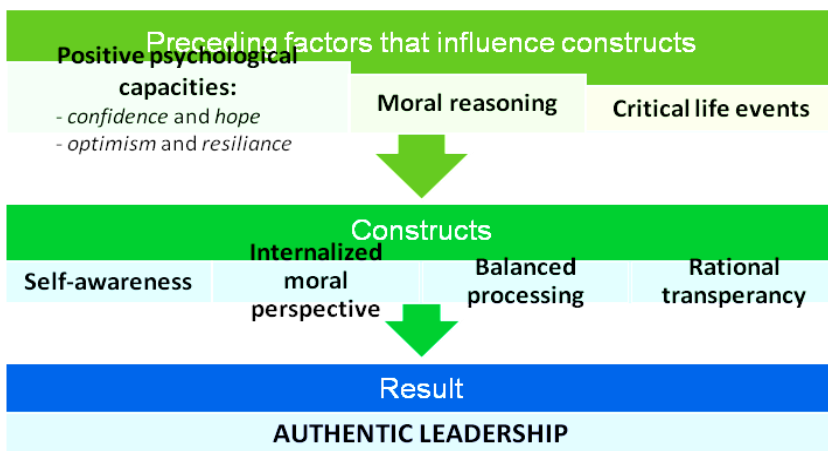 Preceding factors that influence constructs
Positive psychological
capacities:
- confidence and hope
- optimism and resiliance
Moral reasoning
Critical life events
Constructs
Self-awareness
Internalized
moral
perspective
Balanced
processing
Rational
transperancy
Result
AUTHENTIC LEADERSHIP